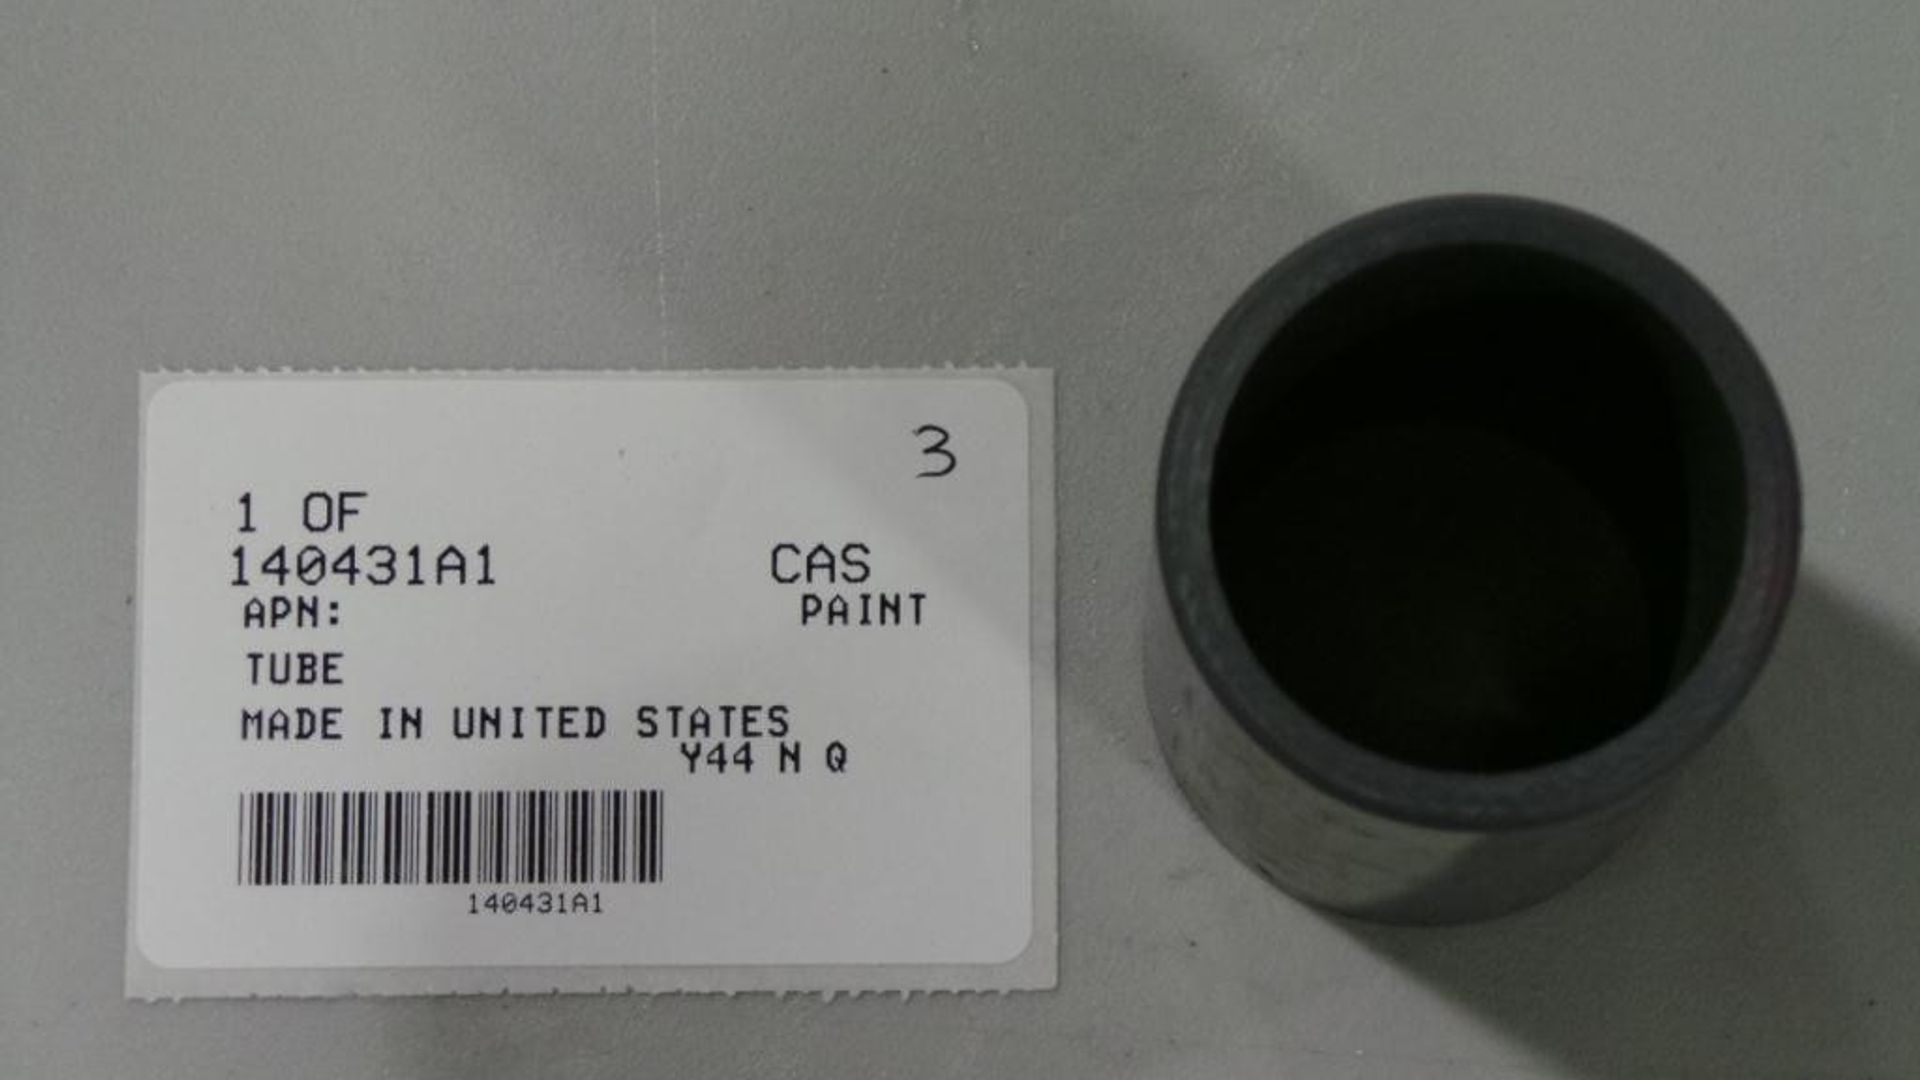 3
1 OF
140431A1 CAS
APN: PAINT
TUBE
MADE IN UNITED STATES
Y44 N Q
140431A1